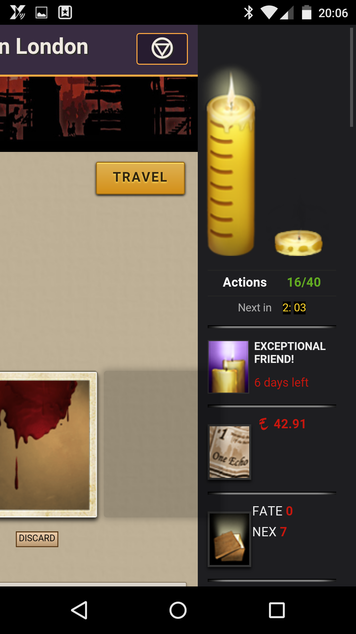 20:06
n London
TRAVEL
Actions 16/40
Next in 2: 03
EXCEPTIONAL
FRIEND!
6 days left
#1
One Echo
42.91
FATE 0
NEX 7
DISCARD